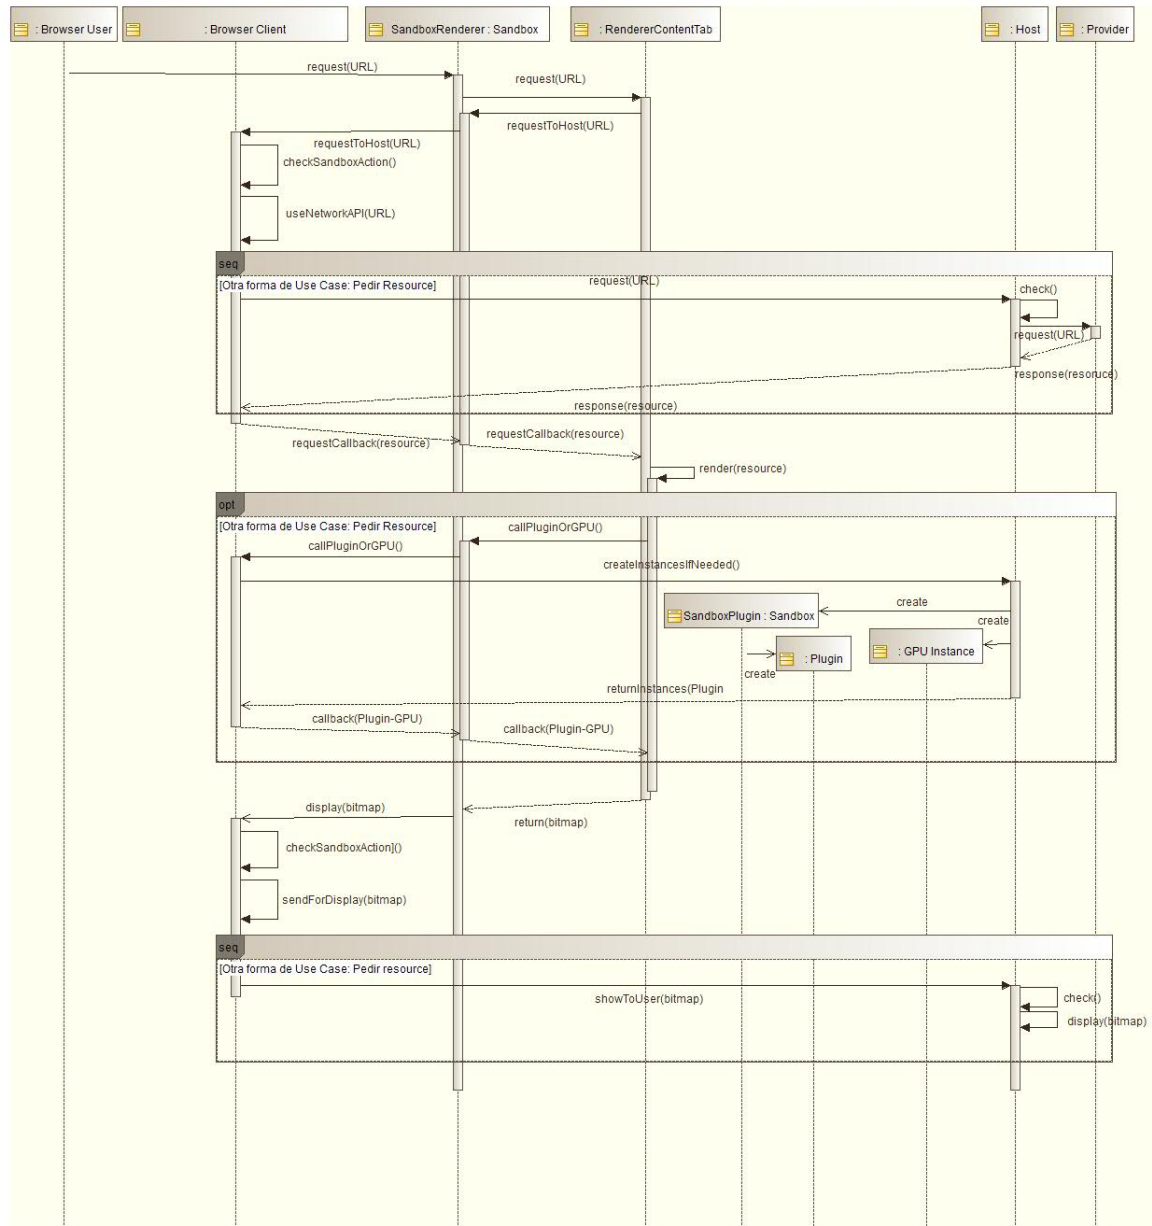 : Browser User
: Browser Client
SandboxRenderer : Sandbox
: RendererContentTab
: Host
: Provider
request(URL)
request(URL)
requestToHost(URL)
requestToHost(URL)
checkSandboxAction()
useNetworkAPI(URL)
seq
[Otra forma de Use Case: Pedir Resource]
request(URL)
check()
request(URL)
response(resoruce)
response(resource)
requestCallback(resource)
requestCallback(resource)
render(resource)
opt
[Otra forma de Use Case: Pedir Resource]
callPluginOrGPU()
callPluginOrGPU()
createInstancesIfNeeded()
create
SandboxPlugin : Sandbox
create
: GPU Instance
: Plugin
create
returnInstances(Plugin
callback(Plugin-GPU)
callback(Plugin-GPU)
display(bitmap)
return(bitmap)
checkSandboxAction]()
sendForDisplay(bitmap)
seq
[Otra forma de Use Case: Pedir resource]
showToUser(bitmap)
check()
display(bitmap)